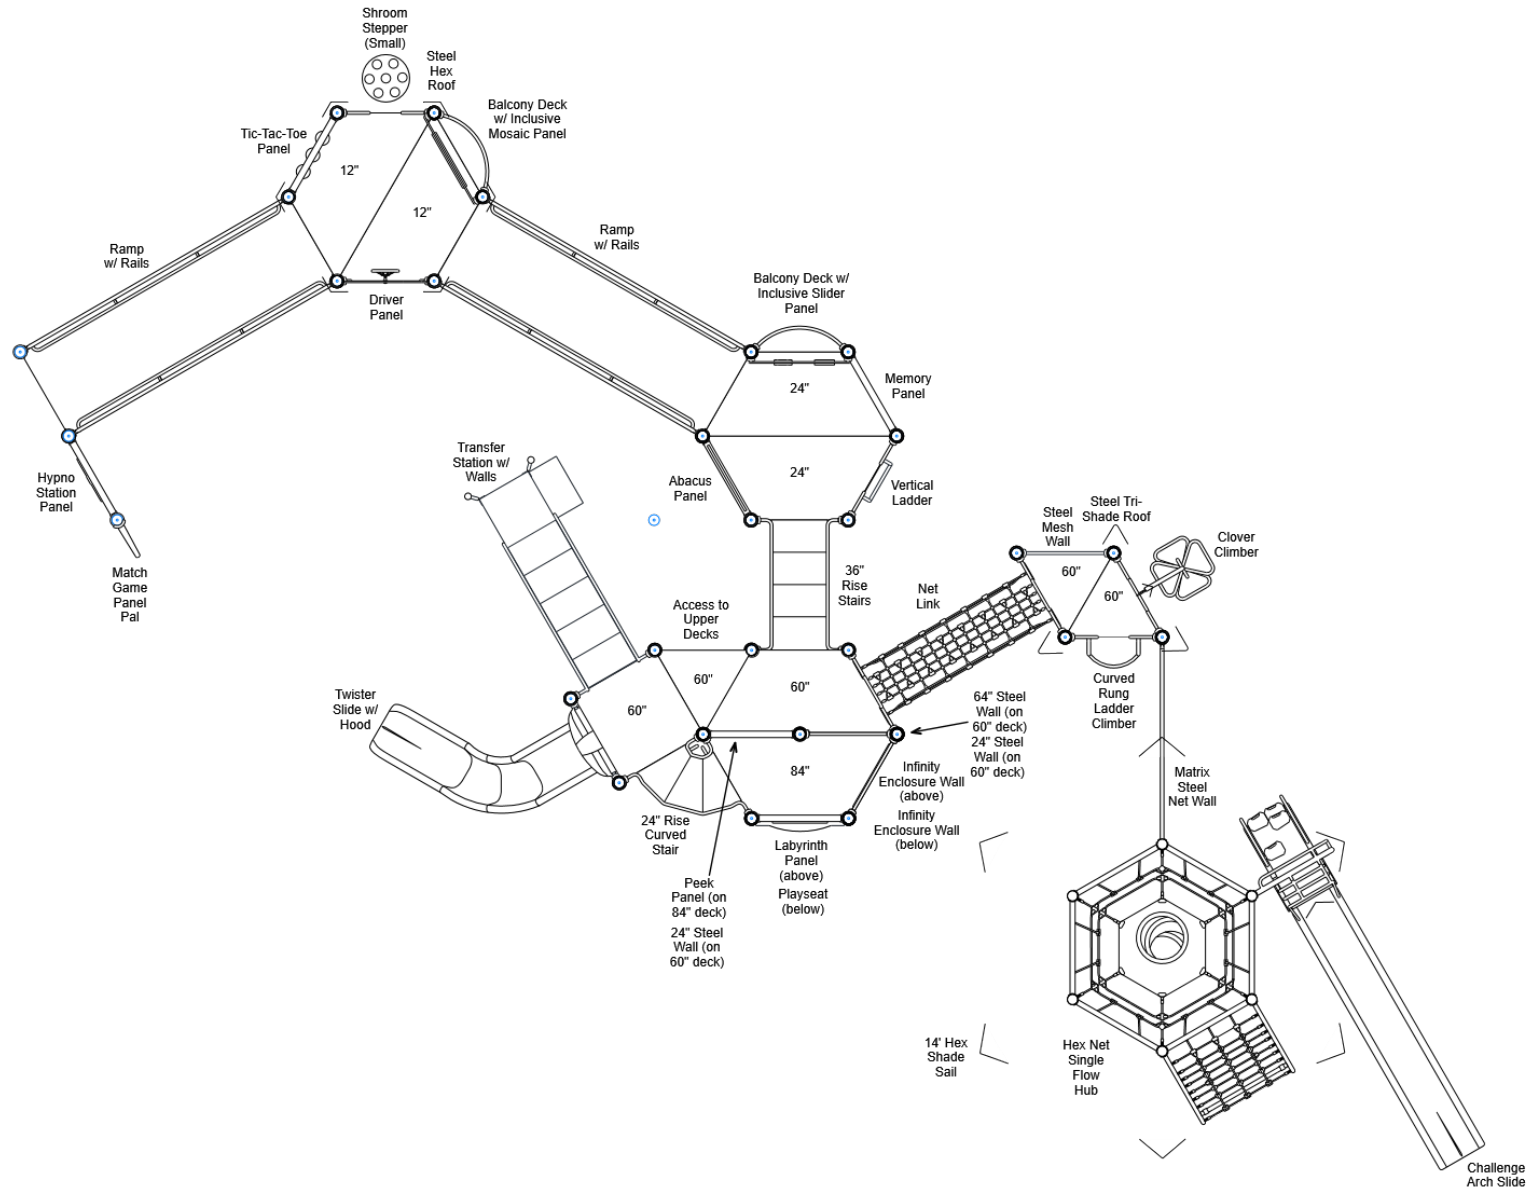 Shroom
Stepper
(Small)
Steel
Hex
Roof
Balcony Deck
w/ Inclusive
Mosaic Panel
Tic-Tac-Toe
Panel
12"
12"
Ramp
w/ Rails
Ramp
w/ Rails
Driver
Panel
Balcony Deck w/
Inclusive Slider
Panel
24"
Memory
Panel
24"
Transfer
Station w/
Walls
Abacus
Panel
Vertical
Ladder
Hypno
Station
Panel
Match
Game
Panel
Pal
Steel
Mesh
Wall
Steel Tri-
Shade Roof
Clover
Climber
60"
60"
36"
Rise
Stairs
Net
Link
Access to
Upper
Decks
60"
60"
60"
Twister
Slide w/
Hood
Curved
Rung
Ladder
Climber
64" Steel
Wall (on
60" deck)
24" Steel
Wall (on
60" deck)
84"
Infinity
Enclosure Wall
(above)
Infinity
Enclosure Wall
(below)
Matrix
Steel
Net Wall
24" Rise
Curved
Stair
Labyrinth
Panel
(above)
Playseat
(below)
Peek
Panel (on
84" deck)
24" Steel
Wall (on
60" deck)
14' Hex
Shade
Sail
Hex Net
Single
Flow
Hub
Challenge
Arch Slide